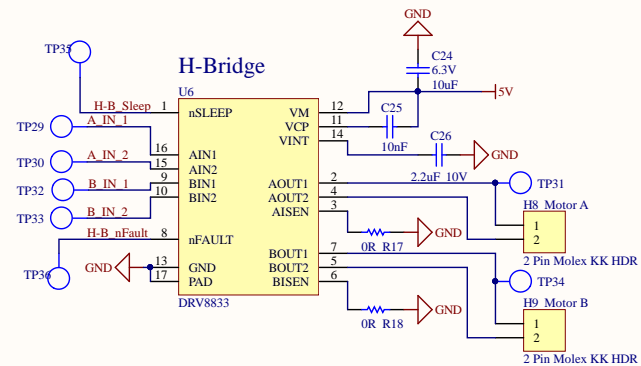 GND
TP35
H-Bridge
C24
6.3V
10uF
U6
5V
H-B_Sleep 1 nSLEEP VM 12
TP29 A_IN_1 VCP 11 C25
10nF
VINT 14 C26
GND
16 AIN1
TP30 A_IN_2 15 AIN2
2.2uF 10V
TP32 B_IN_1 9 BIN1 AOUT1 2 TP31
TP33 B_IN_2 10 BIN2 AOUT2 4
H8 Motor A
AISEN 3
1
2
0R R17 GND
2 Pin Molex KK HDR
H-B_nFault 8 nFAULT
TP36
BOUT1 7
GND 13 GND BOUT2 5
17 PAD BISEN 6
TP34
DRV8833
H9 Motor B
0R R18 GND
1
2
2 Pin Molex KK HDR